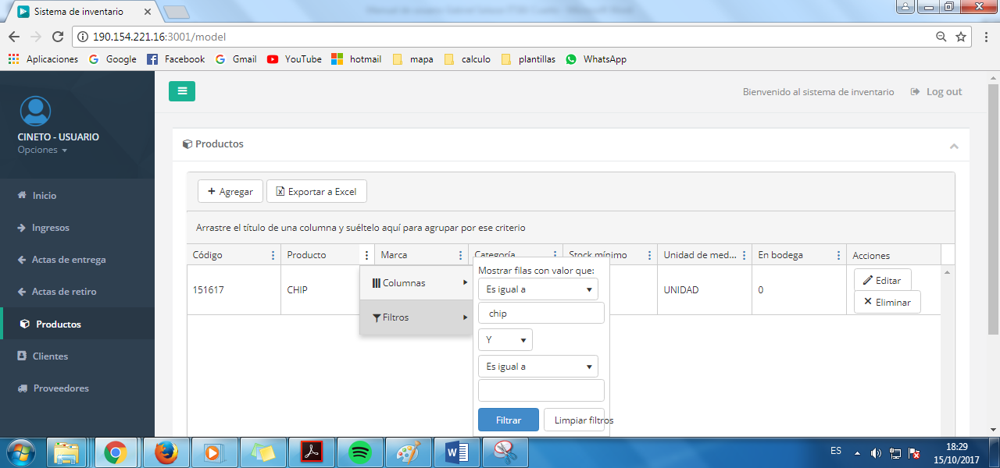 Sistema de inventario
190.154.221.16:3001/model
Aplicaciones Google Facebook Gmail YouTube hotmail mapa calculo plantillas WhatsApp
Bienvenido al sistema de inventario Log out
CINETO - USUARIO
Opciones
Inicio
Ingresos
Actas de entrega
Actas de retiro
Productos
Clientes
Proveedores
Productos
Agregar Exportar a Excel
Arrastre el título de una columna y suéltelo aquí para agrupar por ese criterio
Código Producto Marca Categoría Stock mínimo Unidad de med... En bodega Acciones
151617 CHIP UNIDAD 0 Editar
Eliminar
Columnas
Filtros
Mostrar filas con valor que:
Es igual a
chip
Y
Es igual a
Filtrar Limpiar filtros
ES 18:29
15/10/2017